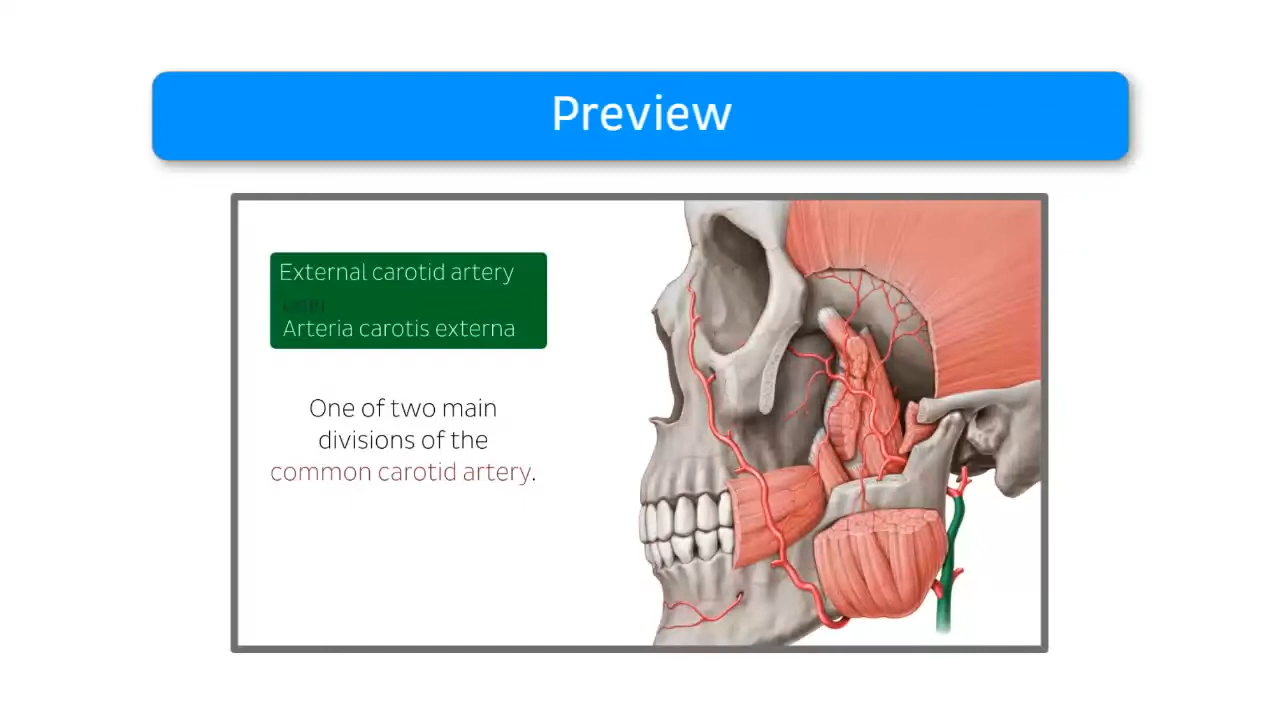 Preview
External carotid artery
Arteria carotis externa
One of two main
divisions of the
common carotid artery.